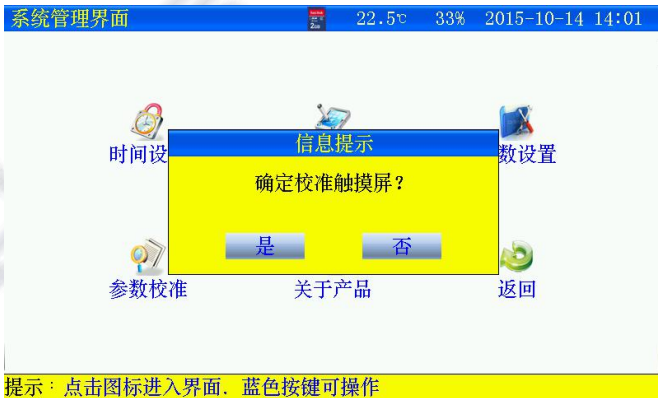 系统管理界面 22.5℃ 33% 2015-10-14 14:01
时间设
数设置
信息提示
确定校准触摸屏?
是 否
参数校准 关于产品 返回
提示：点击图标进入界面．蓝色按键可操作